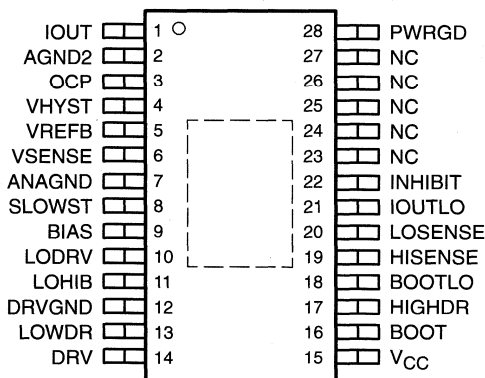 IOUT 1 28 PWRGD
AGND2 2 27 NC
OCP 3 26 NC
VHYST 4 25 NC
VREFB 5 24 NC
VSENSE 6 23 NC
ANAGND 7 22 INHIBIT
SLOWST 8 21 IOUTLO
BIAS 9 20 LOSENSE
LODRV 10 19 HISENSE
LOHIB 11 18 BOOTLO
DRVGND 12 17 HIGHDR
LOWDR 13 16 BOOT
DRV 14 15 VCC